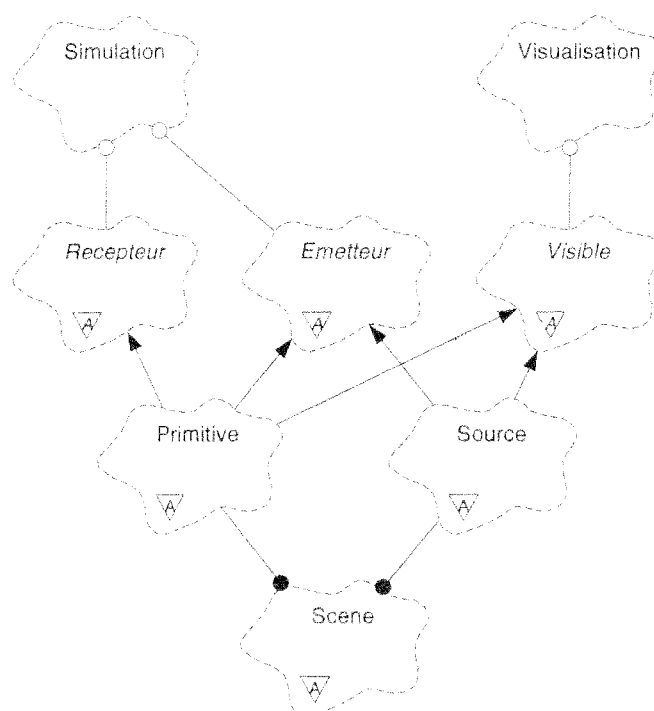 Simulation
Visualisation
Recepteur
Emetteur
Visible
A
A
A
Primitive
Source
A
A
Scene
A